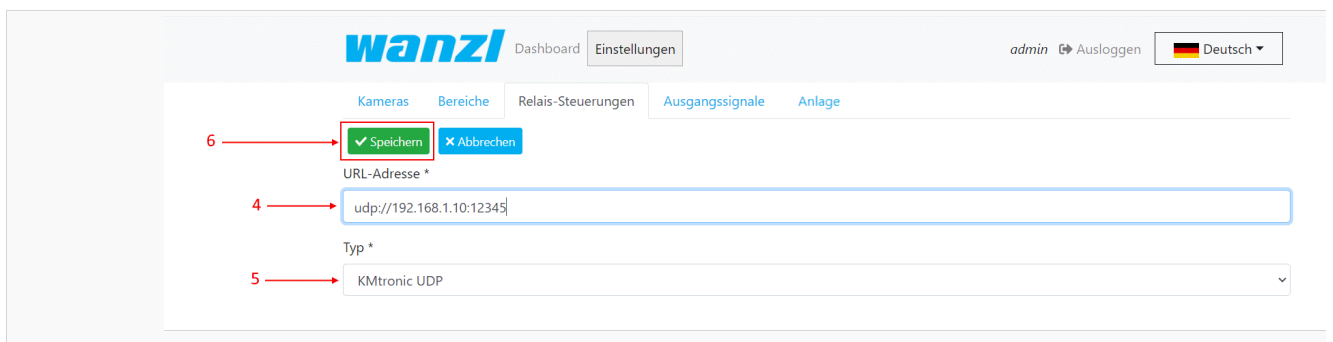 wanzl Dashboard Einstellungen admin Ausloggen Deutsch
Kameras Bereiche Relais-Steuerungen Ausgangssignale Anlage
6 Speichern Abbrechen
URL-Adresse *
4 udp://192.168.1.10:12345
Typ *
5 KMtronic UDP